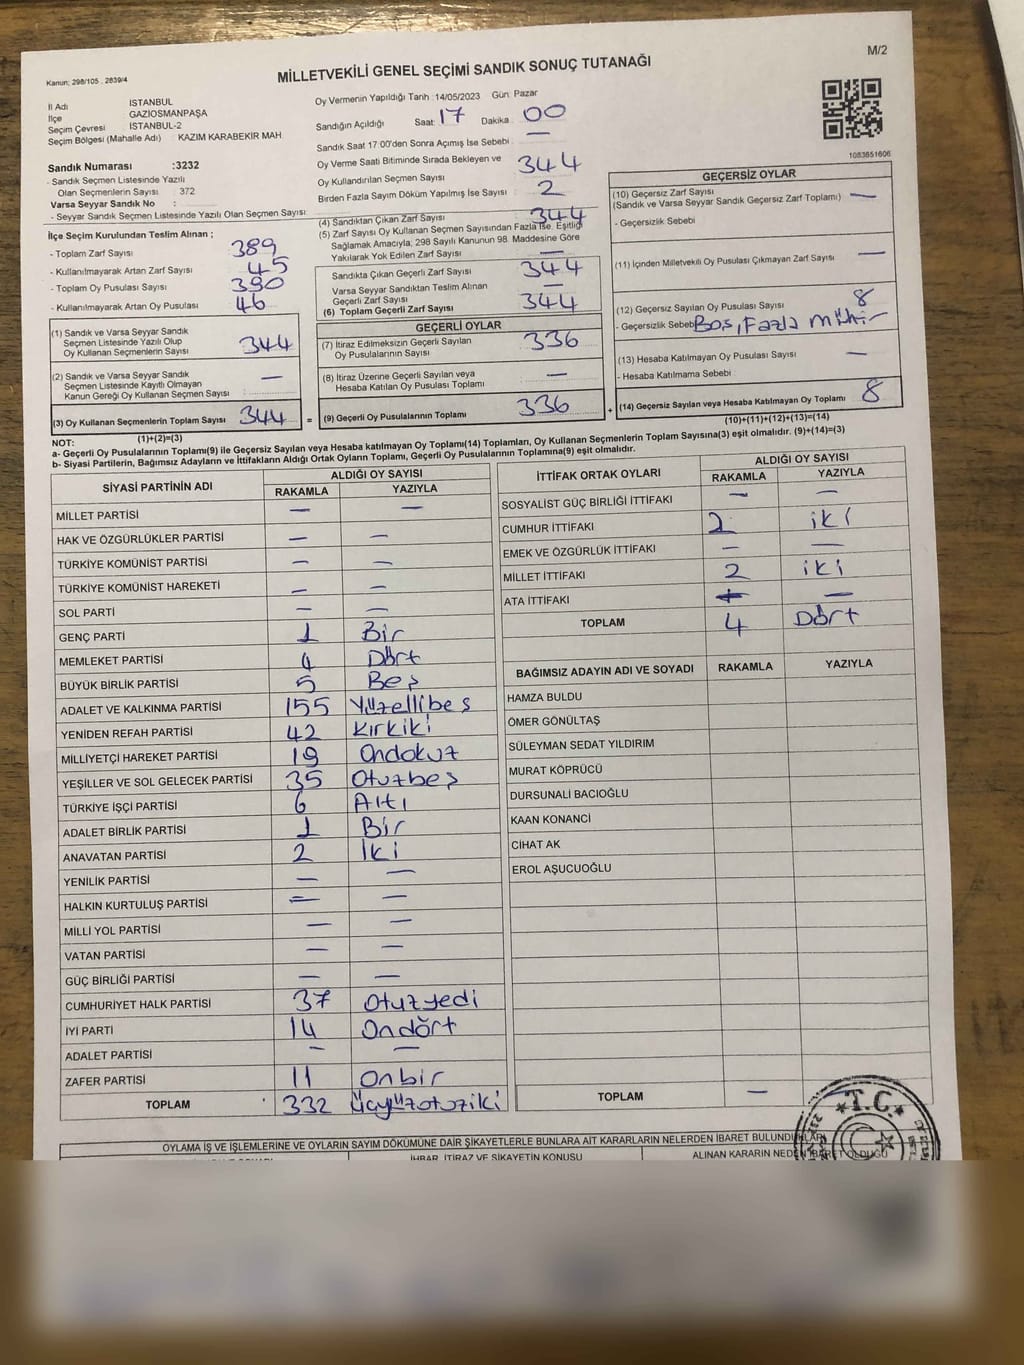 M/2
Kanun: 298/105 . 2839/4
MİLLETVEKİLİ GENEL SEÇİMİ SANDIK SONUÇ TUTANAĞI
İl Adı İSTANBUL
İlçe GAZİOSMANPAŞA
Seçim Çevresi İSTANBUL-2
Seçim Bölgesi (Mahalle Adı) KAZIM KARABEKİR MAH.
Sandık Numarası :3232
- Sandık Seçmen Listesinde Yazılı
Olan Seçmenlerin Sayısı : 372
Varsa Seyyar Sandık No :
- Seyyar Sandık Seçmen Listesinde Yazılı Olan Seçmen Sayısı:
Oy Vermenin Yapıldığı Tarih :14/05/2023 Gün: Pazar
Sandığın Açıldığı Saat: 17 Dakika : 00
Sandık Saat 17.00'den Sonra Açımış İse Sebebi : —
Oy Verme Saati Bitiminde Sırada Bekleyen ve
Oy Kullandırılan Seçmen Sayısı : 344
Birden Fazla Sayım Döküm Yapılmış İse Sayısı : 2
1083651606
İlçe Seçim Kurulundan Teslim Alınan ;
- Toplam Zarf Sayısı : 389
- Kullanılmayarak Artan Zarf Sayısı : 45
- Toplam Oy Pusulası Sayısı : 390
- Kullanılmayarak Artan Oy Pusulası : 46
(1) Sandık ve Varsa Seyyar Sandık
Seçmen Listesinde Yazılı Olup
Oy Kullanan Seçmenlerin Sayısı : 344
(2) Sandık ve Varsa Seyyar Sandık
Seçmen Listesinde Kayıtlı Olmayan
Kanun Gereği Oy Kullanan Seçmen Sayısı : —
(3) Oy Kullanan Seçmenlerin Toplam Sayısı : 344 =
(1)+(2)=(3)
(4) Sandıktan Çıkan Zarf Sayısı : 344
(5) Zarf Sayısı Oy Kullanan Seçmen Sayısından Fazla İse, Eşitliği
Sağlamak Amacıyla; 298 Sayılı Kanunun 98. Maddesine Göre
Yakılarak Yok Edilen Zarf Sayısı : —
Sandıkta Çıkan Geçerli Zarf Sayısı : 344
Varsa Seyyar Sandıktan Teslim Alınan
Geçerli Zarf Sayısı : —
(6) Toplam Geçerli Zarf Sayısı : 344
GEÇERLİ OYLAR
(7) İtiraz Edilmeksizin Geçerli Sayılan
Oy Pusulalarının Sayısı : 336
(8) İtiraz Üzerine Geçerli Sayılan veya
Hesaba Katılan Oy Pusulası Toplamı : —
(9) Geçerli Oy Pusulalarının Toplamı : 336 +
GEÇERSİZ OYLAR
(10) Geçersiz Zarf Sayısı
(Sandık ve Varsa Seyyar Sandık Geçersiz Zarf Toplamı) : —
- Geçersizlik Sebebi :
(11) İçinden Milletvekili Oy Pusulası Çıkmayan Zarf Sayısı : —
(12) Geçersiz Sayılan Oy Pusulası Sayısı : 8
- Geçersizlik Sebebi Boş, Fazla Mühir
(13) Hesaba Katılmayan Oy Pusulası Sayısı : —
- Hesaba Katılmama Sebebi :
(14) Geçersiz Sayılan veya Hesaba Katılmayan Oy Toplamı : 8
(10)+(11)+(12)+(13)=(14)
NOT:
a- Geçerli Oy Pusulalarının Toplamı(9) ile Geçersiz Sayılan veya Hesaba katılmayan Oy Toplamı(14) Toplamları, Oy Kullanan Seçmenlerin Toplam Sayısına(3) eşit olmalıdır. (9)+(14)=(3)
b- Siyasi Partilerin, Bağımsız Adayların ve İttifakların Aldığı Ortak Oyların Toplamı, Geçerli Oy Pusulalarının Toplamına(9) eşit olmalıdır.
SİYASİ PARTİNİN ADI ALDIĞI OY SAYISI
RAKAMLA YAZIYLA
MİLLET PARTİSİ — —
HAK VE ÖZGÜRLÜKLER PARTİSİ — —
TÜRKİYE KOMÜNİST PARTİSİ — —
TÜRKİYE KOMÜNİST HAREKETİ — —
SOL PARTİ — —
GENÇ PARTİ 1 Bir
MEMLEKET PARTİSİ 4 Dört
BÜYÜK BİRLİK PARTİSİ 5 Beş
ADALET VE KALKINMA PARTİSİ 155 Yüzellibeş
YENİDEN REFAH PARTİSİ 42 Kırkiki
MİLLİYETÇİ HAREKET PARTİSİ 19 Ondokuz
YEŞİLLER VE SOL GELECEK PARTİSİ 35 Otuzbeş
TÜRKİYE İŞÇİ PARTİSİ 6 Altı
ADALET BİRLİK PARTİSİ 1 Bir
ANAVATAN PARTİSİ 2 İki
YENİLİK PARTİSİ — —
HALKIN KURTULUŞ PARTİSİ — —
MİLLİ YOL PARTİSİ — —
VATAN PARTİSİ — —
GÜÇ BİRLİĞİ PARTİSİ — —
CUMHURİYET HALK PARTİSİ 37 Otuzyedi
İYİ PARTİ 14 Ondört
ADALET PARTİSİ — —
ZAFER PARTİSİ 11 Onbir
TOPLAM 332 Üçyüzotuziki
İTTİFAK ORTAK OYLARI ALDIĞI OY SAYISI
RAKAMLA YAZIYLA
SOSYALİST GÜÇ BİRLİĞİ İTTİFAKI — —
CUMHUR İTTİFAKI 2 iki
EMEK VE ÖZGÜRLÜK İTTİFAKI — —
MİLLET İTTİFAKI 2 iki
ATA İTTİFAKI — —
TOPLAM 4 Dört
BAĞIMSIZ ADAYIN ADI VE SOYADI RAKAMLA YAZIYLA
HAMZA BULDU
ÖMER GÖNÜLTAŞ
SÜLEYMAN SEDAT YILDIRIM
MURAT KÖPRÜCÜ
DURSUNALİ BACIOĞLU
KAAN KONANCİ
CİHAT AK
EROL AŞUCUOĞLU
TOPLAM —
T.C.
OYLAMA İŞ VE İŞLEMLERİNE VE OYLARIN SAYIM DÖKÜMÜNE DAİR ŞİKAYETLERLE BUNLARA AİT KARARLARIN NELERDEN İBARET BULUNDUKLARI
İHBAR, İTİRAZ VE ŞİKAYETİN KONUSU ALINAN KARARIN NEDEN İBARET OLDUĞU